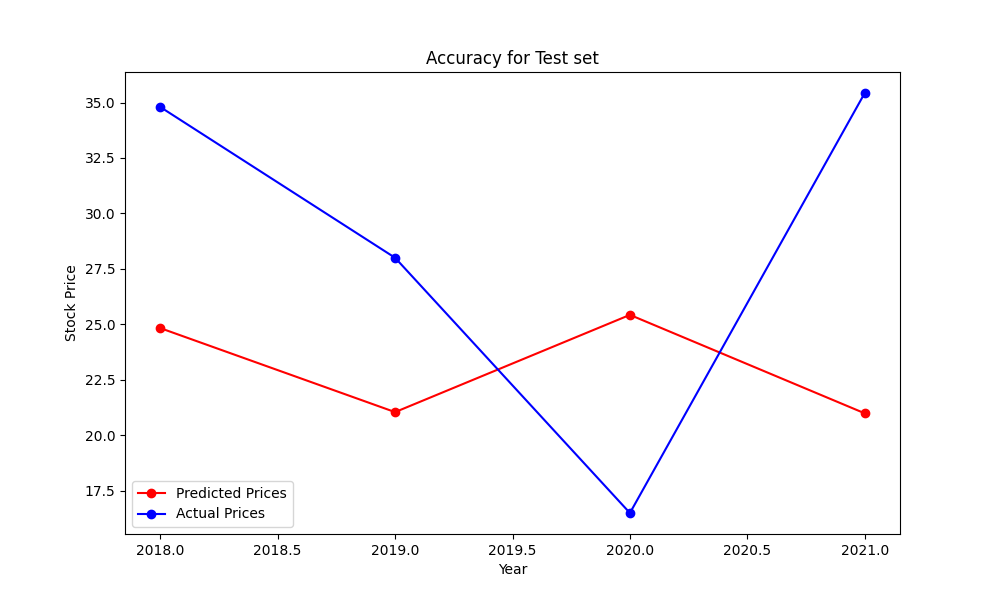 Accuracy for Test set
Stock Price
35.0
32.5
30.0
27.5
25.0
22.5
20.0
17.5
Predicted Prices
Actual Prices
2018.0 2018.5 2019.0 2019.5 2020.0 2020.5 2021.0
Year